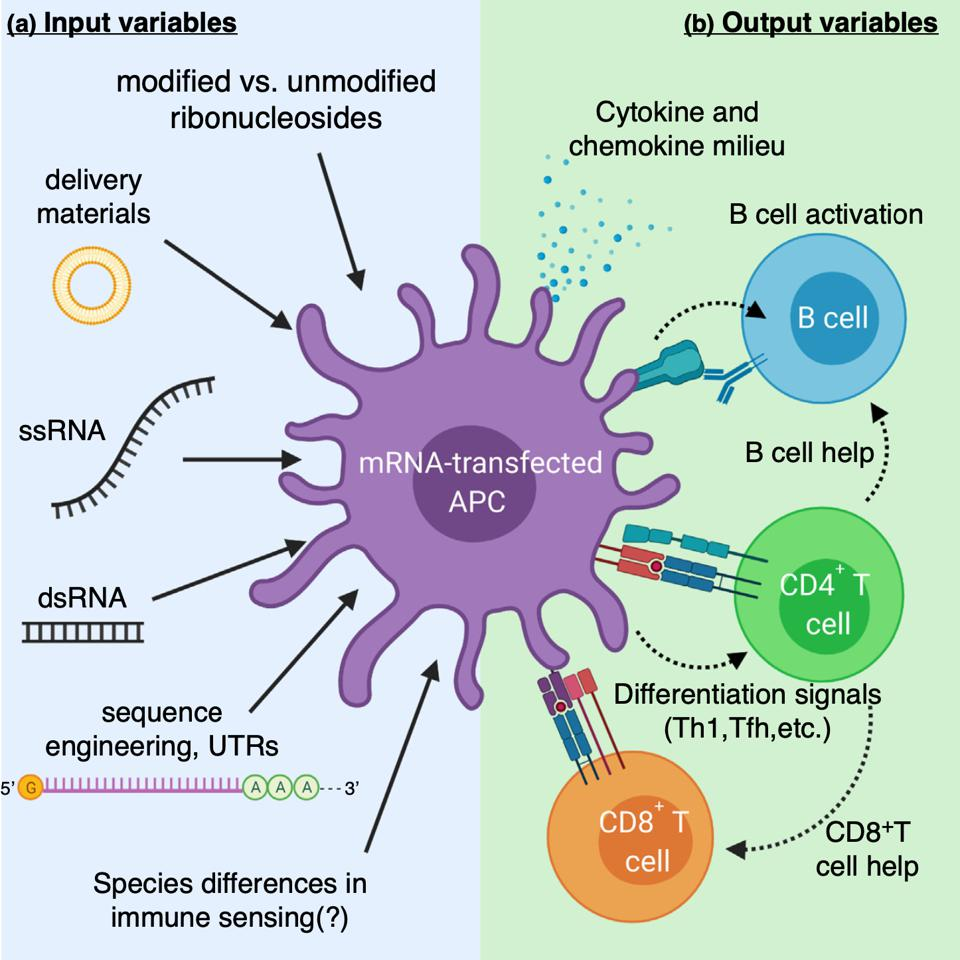 (a) Input variables
modified vs. unmodified
ribonucleosides
delivery
materials
ssRNA
dsRNA
sequence
engineering, UTRs
5’ G A A A 3’
Species differences in
immune sensing(?)
mRNA-transfected
APC
(b) Output variables
Cytokine and
chemokine milieu
B cell activation
B cell
B cell help
CD4⁺ T
cell
Differentiation signals
(Th1,Tfh,etc.)
CD8⁺ T
cell
CD8⁺T
cell help